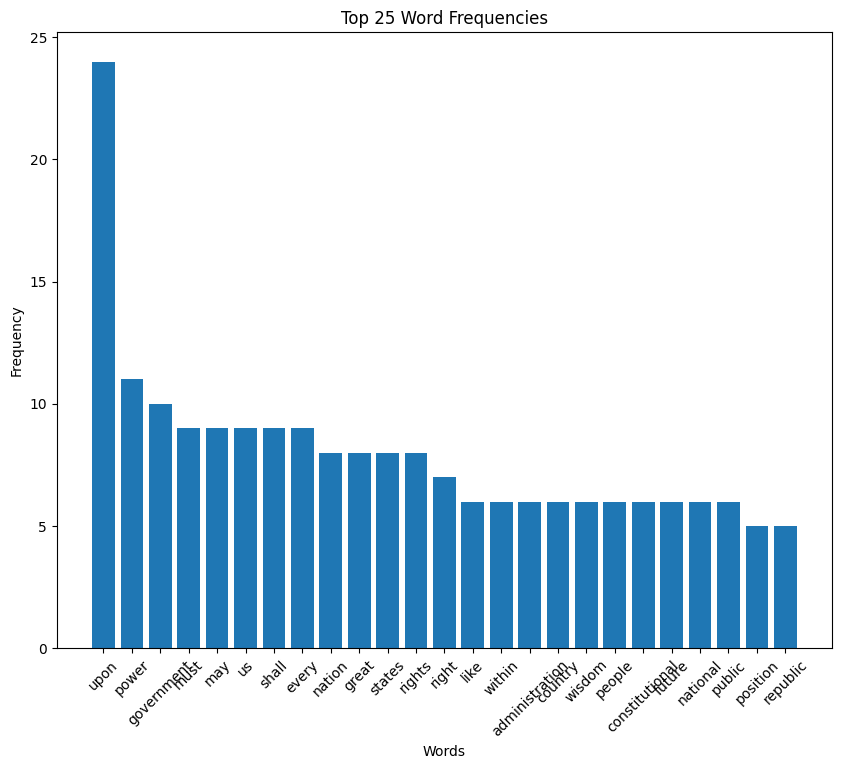 Top 25 Word Frequencies
25
20
15
10
5
0
Frequency
upon
power
government
must
may
us
shall
every
nation
great
states
rights
right
like
within
administration
country
wisdom
people
constitutional
future
national
public
position
republic
Words